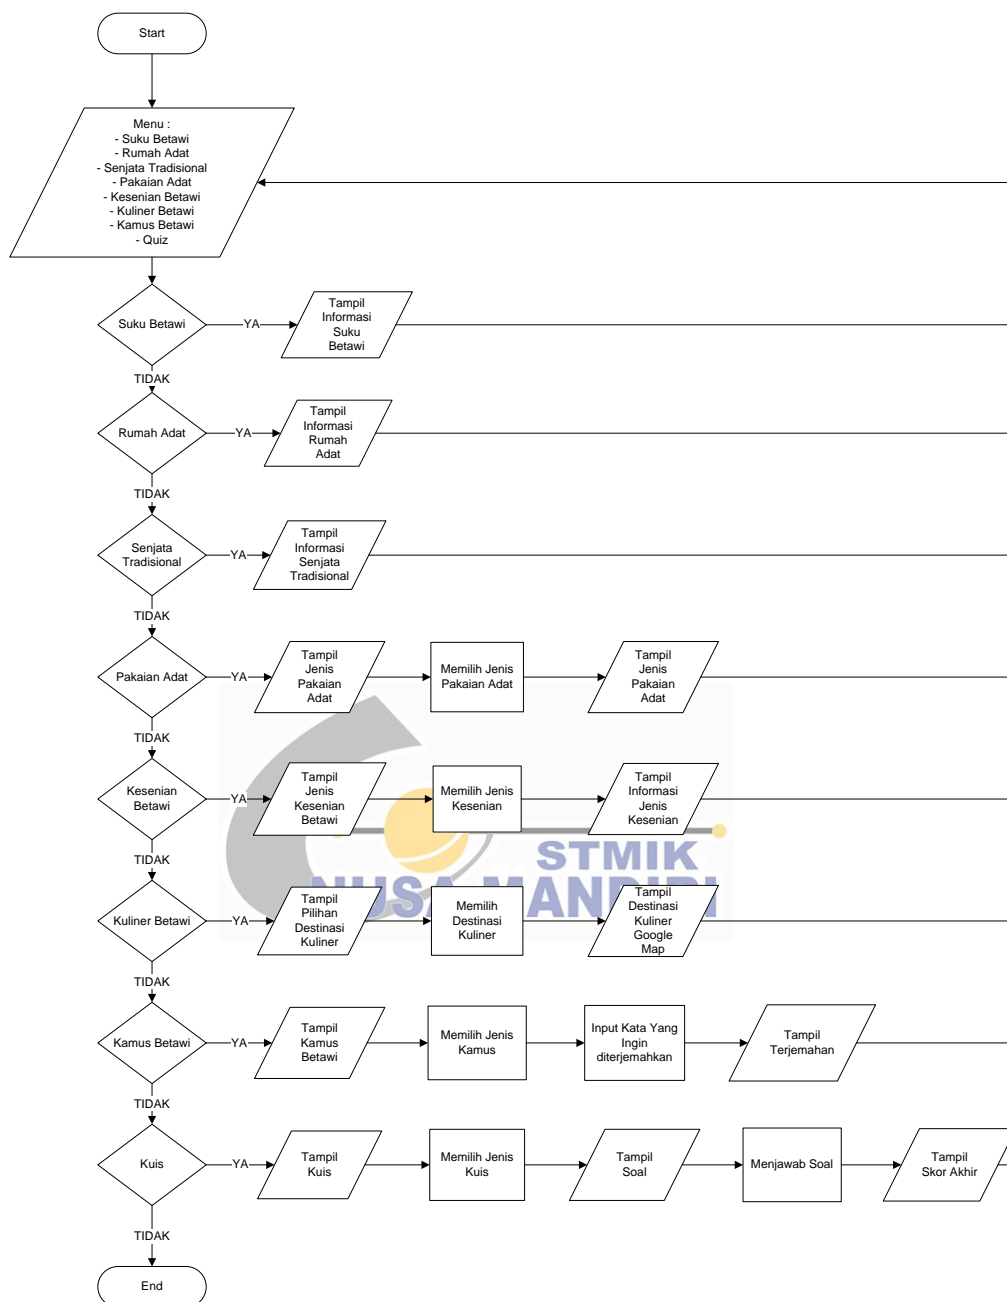 Start
Menu :
- Suku Betawi
- Rumah Adat
- Senjata Tradisional
- Pakaian Adat
- Kesenian Betawi
- Kuliner Betawi
- Kamus Betawi
- Quiz
Suku Betawi
YA
Tampil
Informasi
Suku
Betawi
TIDAK
Rumah Adat
YA
Tampil
Informasi
Rumah
Adat
TIDAK
Senjata
Tradisional
YA
Tampil
Informasi
Senjata
Tradisional
TIDAK
Pakaian Adat
YA
Tampil
Jenis
Pakaian
Adat
Memilih Jenis
Pakaian Adat
Tampil
Jenis
Pakaian
Adat
TIDAK
Kesenian
Betawi
YA
Tampil
Jenis
Kesenian
Betawi
Memilih Jenis
Kesenian
Tampil
Informasi
Jenis
Kesenian
STMIK
NUSA MANDIRI
TIDAK
Kuliner Betawi
YA
Tampil
Pilihan
Destinasi
Kuliner
Memilih
Destinasi
Kuliner
Tampil
Destinasi
Kuliner
Google
Map
TIDAK
Kamus Betawi
YA
Tampil
Kamus
Betawi
Memilih Jenis
Kamus
Input Kata Yang
Ingin
diterjemahkan
Tampil
Terjemahan
TIDAK
Kuis
YA
Tampil
Kuis
Memilih Jenis
Kuis
Tampil
Soal
Menjawab Soal
Tampil
Skor Akhir
TIDAK
End